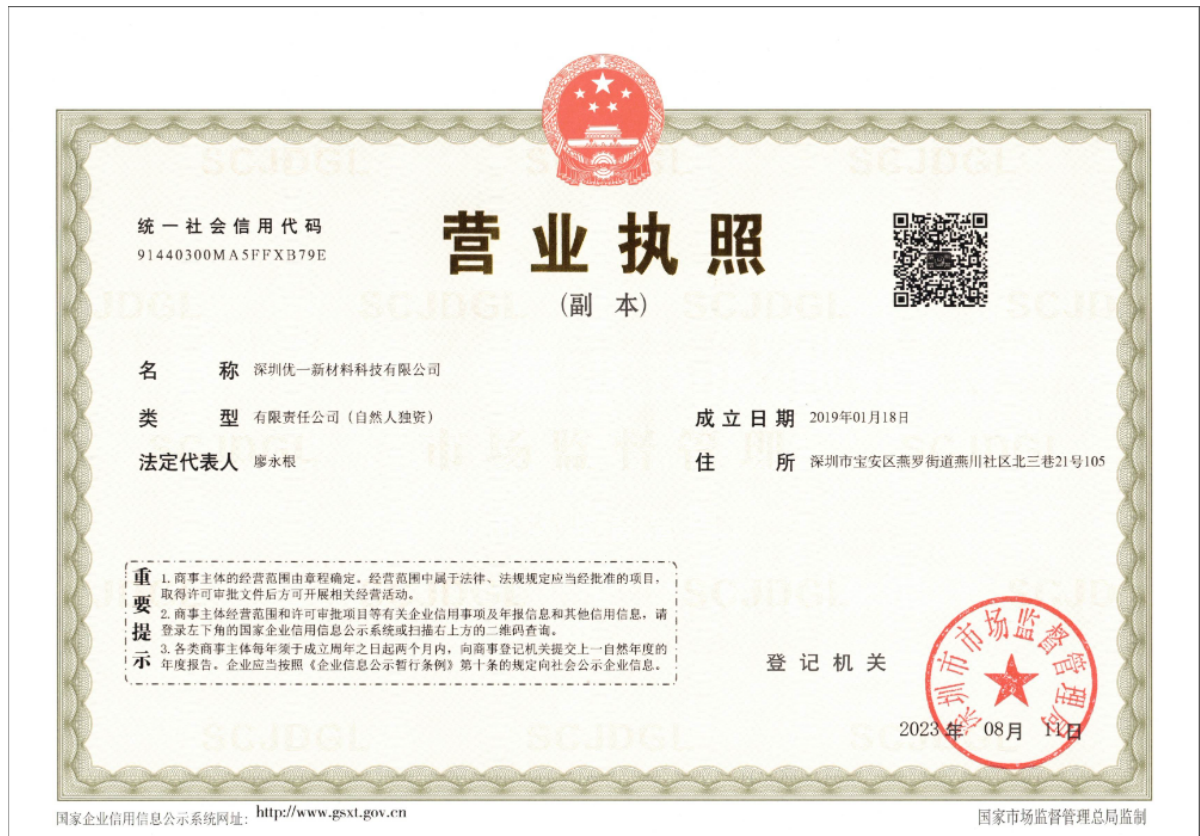 统一社会信用代码
91440300MA5FFXB79E
营业执照
(副 本)
名 称 深圳优一新材料科技有限公司
类 型 有限责任公司（自然人独资）
成立日期 2019年01月18日
法定代表人 廖永根
住 所 深圳市宝安区燕罗街道燕川社区北三巷21号105
重要提示
1. 商事主体的经营范围由章程确定。经营范围中属于法律、法规规定应当经批准的项目，
取得许可审批文件后方可开展相关经营活动。
2. 商事主体经营范围和许可审批项目等有关企业信用事项及年报信息和其他信用信息，请
登录左下角的国家企业信用信息公示系统或扫描右上方的二维码查询。
3. 各类商事主体每年须于成立周年之日起两个月内，向商事登记机关提交上一自然年度的
年度报告。企业应当按照《企业信息公示暂行条例》第十条的规定向社会公示企业信息。
登记机关
深圳市市场监督管理局
2023年 08月 11日
国家企业信用信息公示系统网址: http://www.gsxt.gov.cn
国家市场监督管理总局监制
SCJDGL
市场监督管理